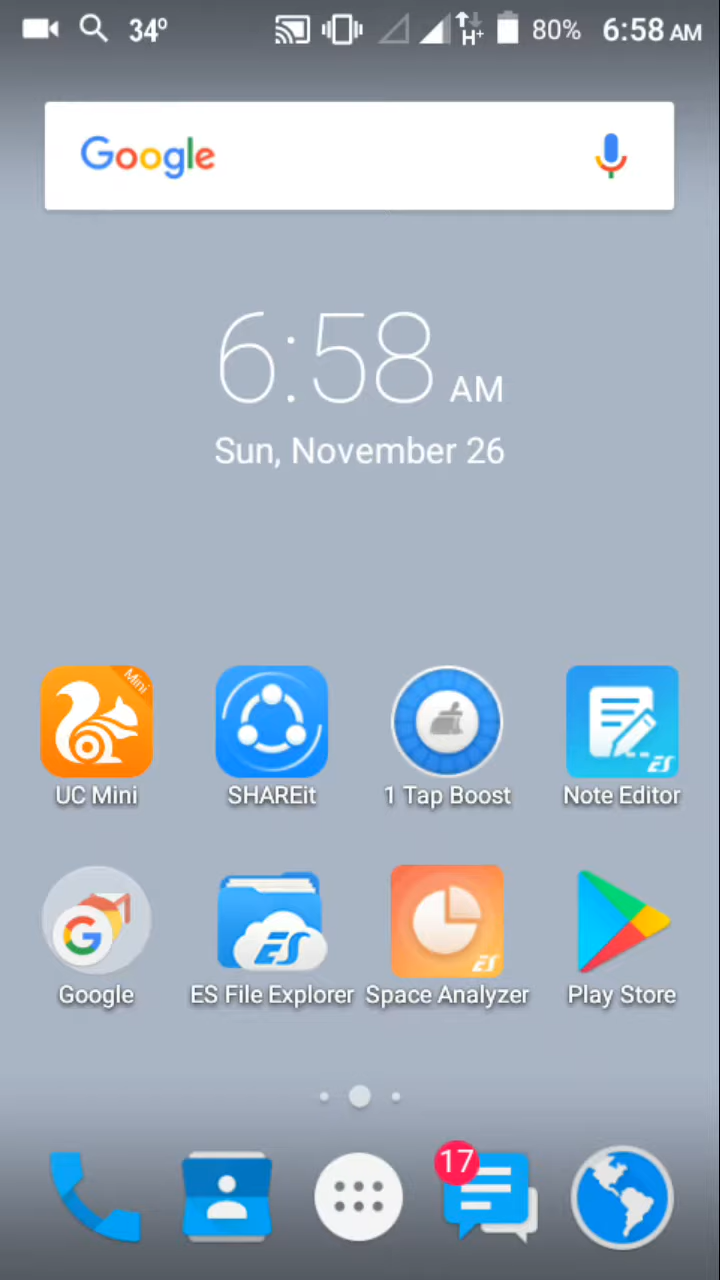 34° H+ 80% 6:58 AM
Google
6:58 AM
Sun, November 26
Mini
ES
UC Mini SHAREit 1 Tap Boost Note Editor
G
ES ES
Google ES File Explorer Space Analyzer Play Store
17